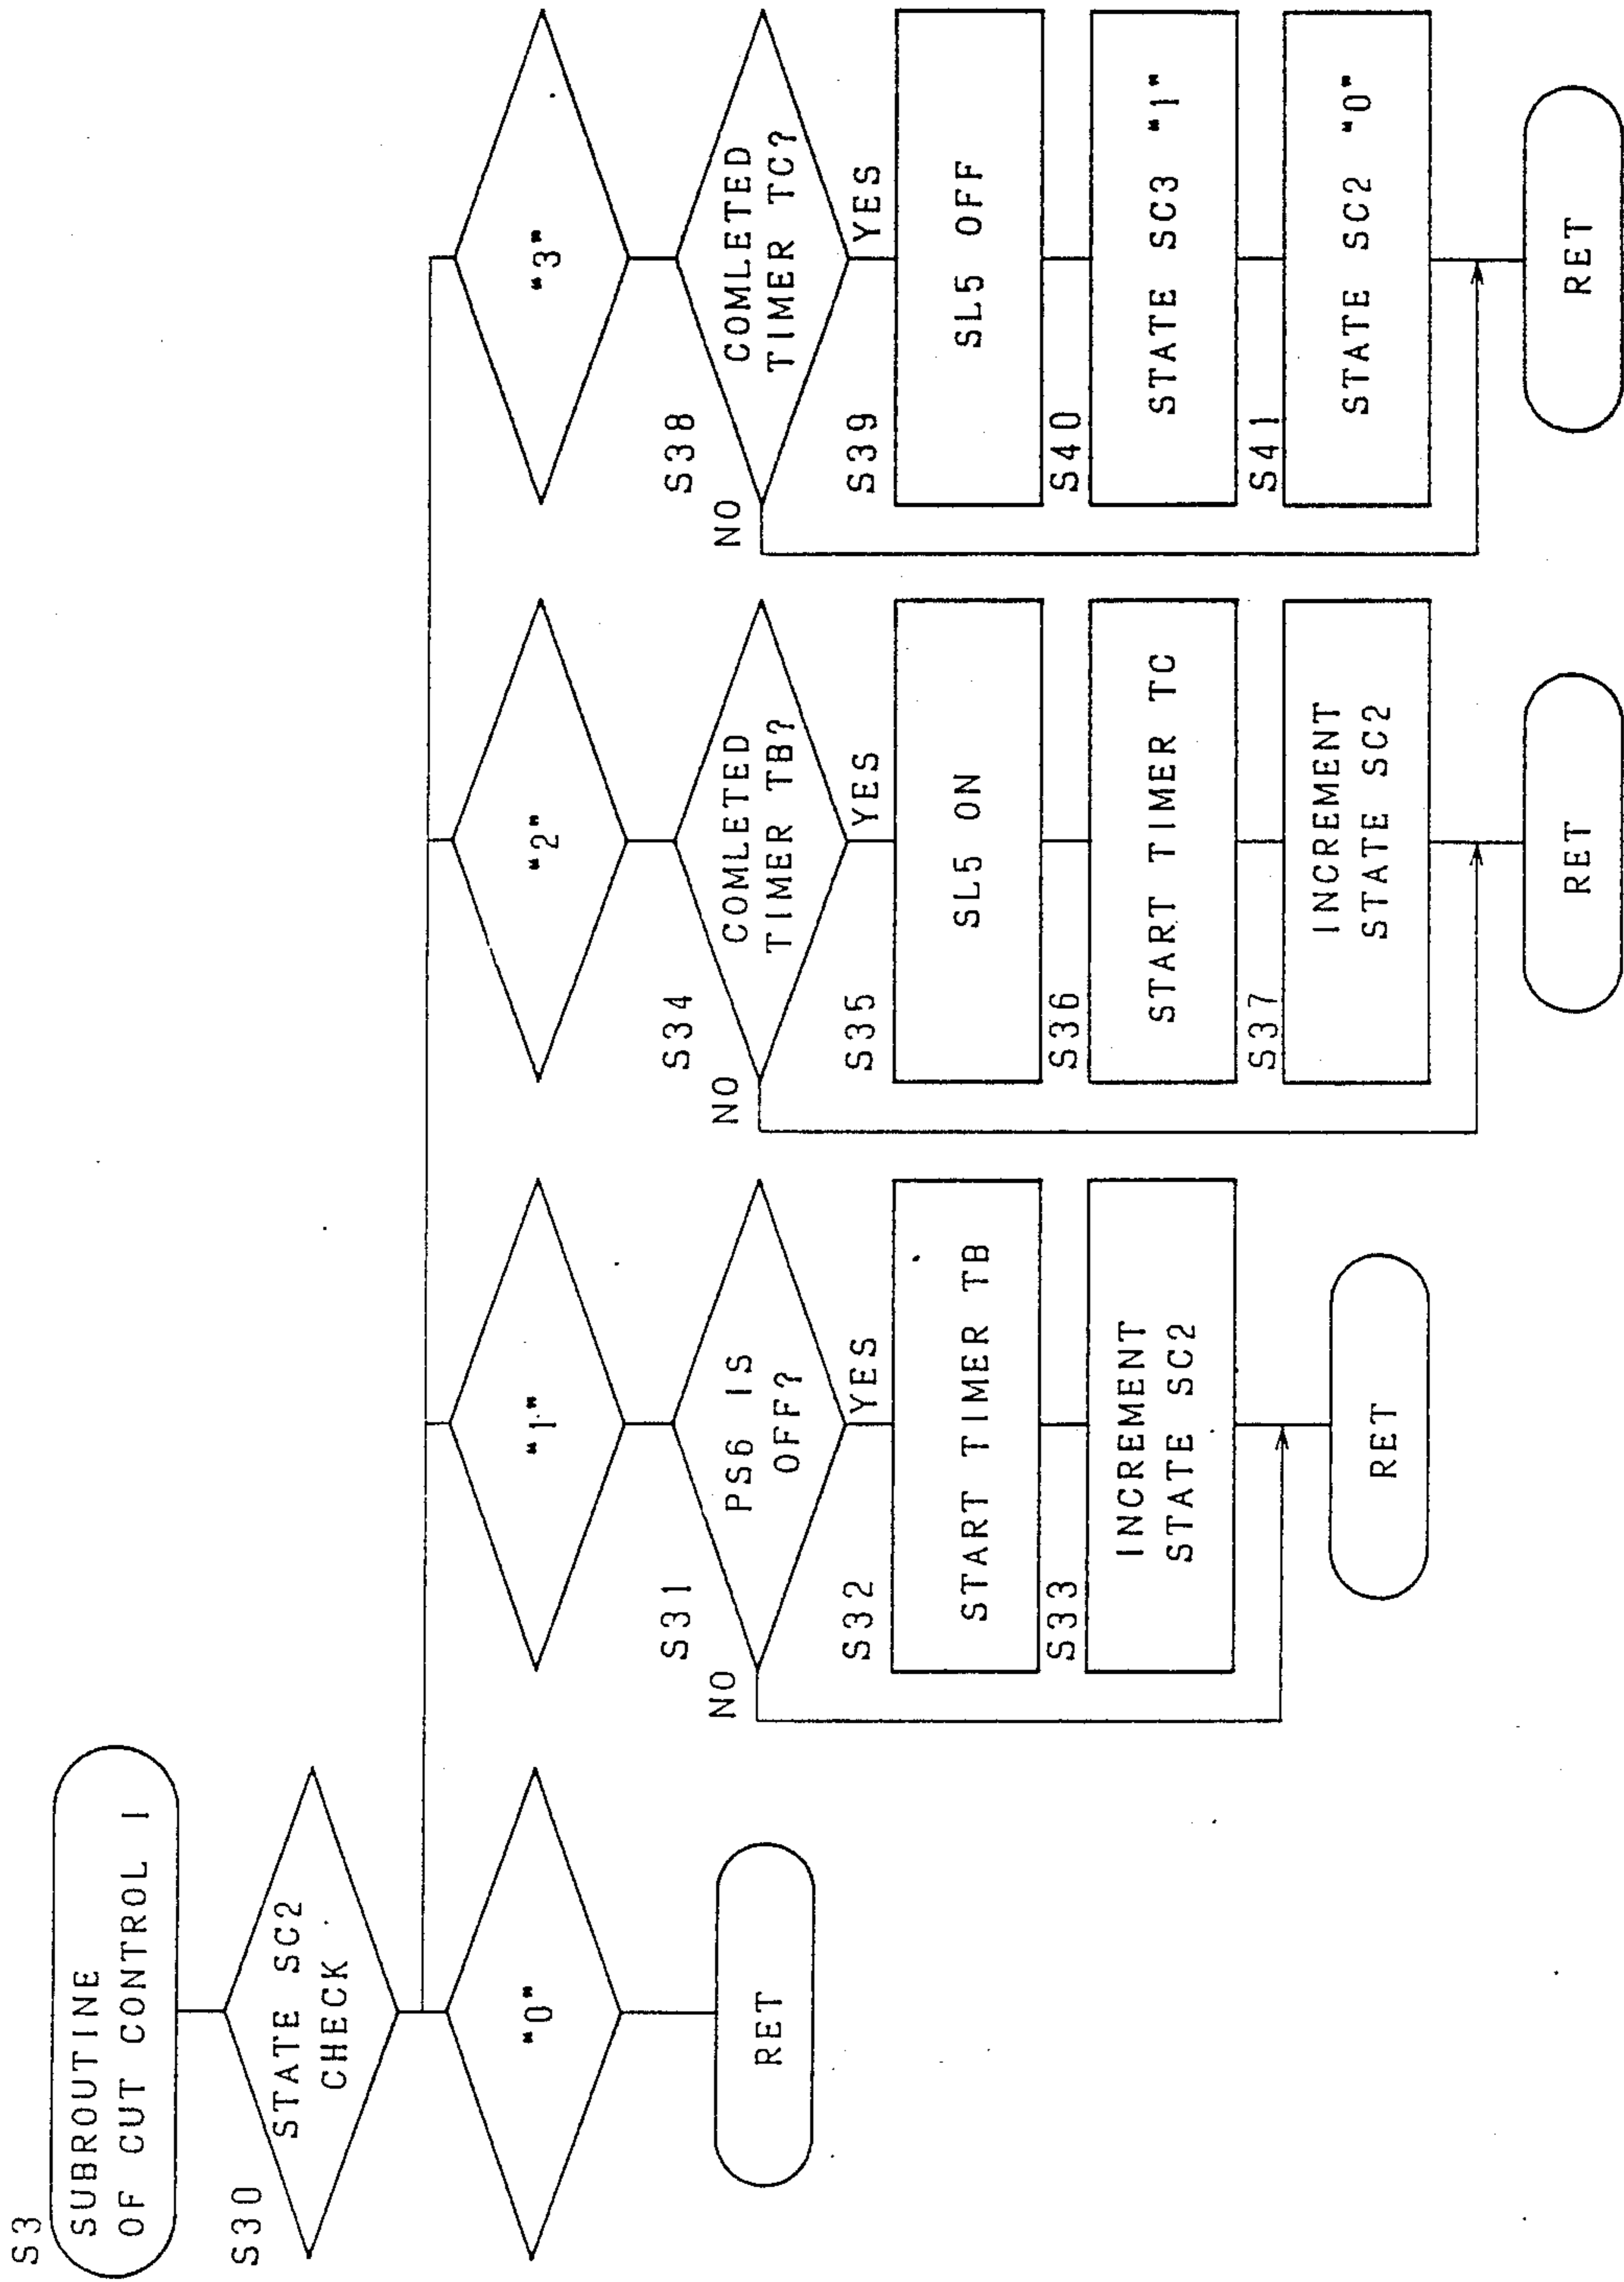 S3
SUBROUTINE
OF CUT CONTROL I
S30
STATE SC2
CHECK
"0"
RET
"1"
S31
PS6 IS
OFF?
NO
YES
S32
START TIMER TB
S33
INCREMENT
STATE SC2
RET
"2"
S34
COMLETED
TIMER TB?
NO
YES
S35
SL5 ON
S36
START TIMER TC
S37
INCREMENT
STATE SC2
RET
"3"
S38
COMLETED
TIMER TC?
NO
YES
S39
SL5 OFF
S40
STATE SC3 "1"
S41
STATE SC2 "0"
RET